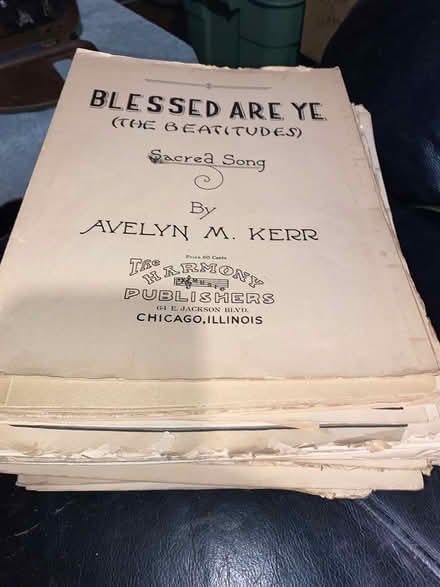 BLESSED ARE YE
(THE BEATITUDES)
Sacred Song
By
AVELYN M. KERR
Price 60 Cents
The
HARMONY
MUSIC
PUBLISHERS
64 E. JACKSON BLVD.
CHICAGO, ILLINOIS